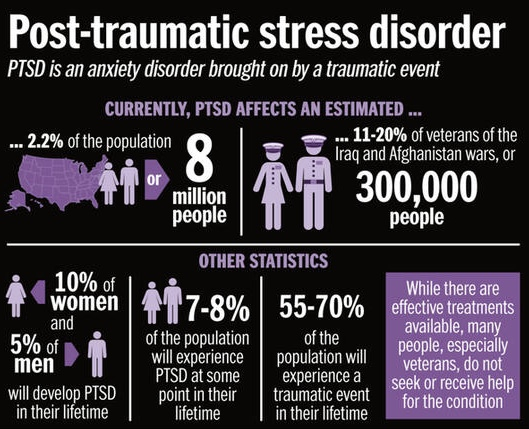 Post-traumatic stress disorder
PTSD is an anxiety disorder brought on by a traumatic event
CURRENTLY, PTSD AFFECTS AN ESTIMATED ...
... 2.2% of the population
or
8
million
people
... 11-20% of veterans of the
Iraq and Afghanistan wars, or
300,000
people
OTHER STATISTICS
10% of
women
and
5% of
men
will develop PTSD
in their lifetime
7-8%
of the population
will experience
PTSD at some
point in their
lifetime
55-70%
of the
population will
experience a
traumatic event
in their lifetime
While there are
effective treatments
available, many
people, especially
veterans, do not
seek or receive help
for the condition